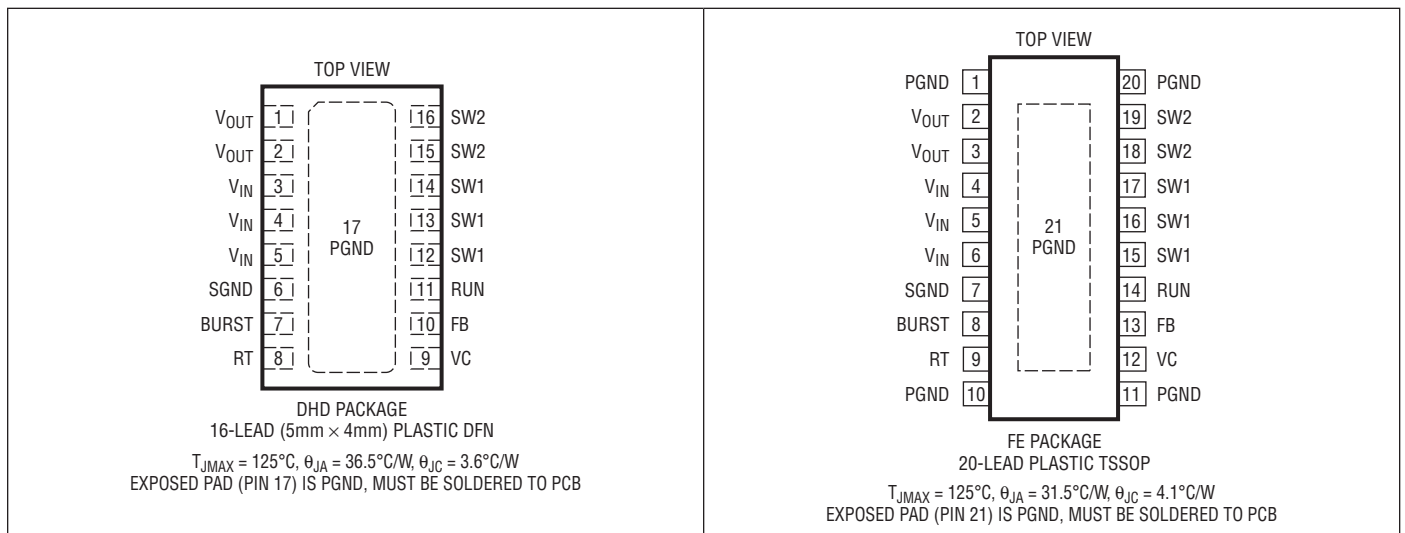 TOP VIEW
VOUT 1 16 SW2
VOUT 2 15 SW2
VIN 3 14 SW1
VIN 4 13 SW1
VIN 5 12 SW1
17
PGND
SGND 6 11 RUN
BURST 7 10 FB
RT 8 9 VC
DHD PACKAGE
16-LEAD (5mm × 4mm) PLASTIC DFN
TJMAX = 125°C, θJA = 36.5°C/W, θJC = 3.6°C/W
EXPOSED PAD (PIN 17) IS PGND, MUST BE SOLDERED TO PCB
TOP VIEW
PGND 1 20 PGND
VOUT 2 19 SW2
VOUT 3 18 SW2
VIN 4 17 SW1
VIN 5 16 SW1
VIN 6 15 SW1
21
PGND
SGND 7 14 RUN
BURST 8 13 FB
RT 9 12 VC
PGND 10 11 PGND
FE PACKAGE
20-LEAD PLASTIC TSSOP
TJMAX = 125°C, θJA = 31.5°C/W, θJC = 4.1°C/W
EXPOSED PAD (PIN 21) IS PGND, MUST BE SOLDERED TO PCB